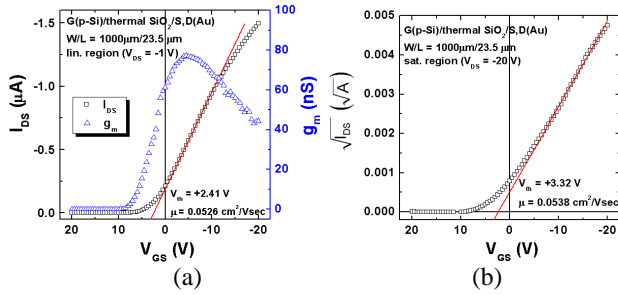 G(p-Si)/thermal SiO2/S,D(Au)
W/L = 1000μm/23.5 μm
lin. region (VDS = -1 V)
IDS
gm
Vth = +2.41 V
μ = 0.0526 cm2/Vsec
-1.5
-1.0
-0.5
0.0
IDS (μA)
100
80
60
40
20
0
gm (nS)
20 10 0 -10 -20
VGS (V)
(a)
G(p-Si)/thermal SiO2/S,D(Au)
W/L = 1000μm/23.5 μm
sat. region (VDS = -20 V)
Vth = +3.32 V
μ = 0.0538 cm2/Vsec
0.005
0.004
0.003
0.002
0.001
0.000
√IDS (√A)
20 10 0 -10 -20
VGS (V)
(b)